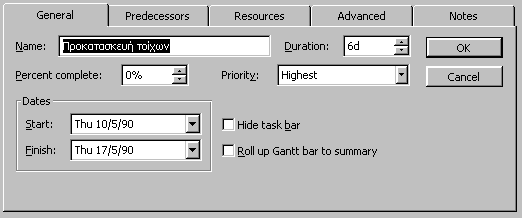 General Predecessors Resources Advanced Notes
Name: Προκατασκευή τοίχων Duration: 6d OK
Percent complete: 0% Priority: Highest Cancel
Dates
Start: Thu 10/5/90 Hide task bar
Finish: Thu 17/5/90 Roll up Gantt bar to summary